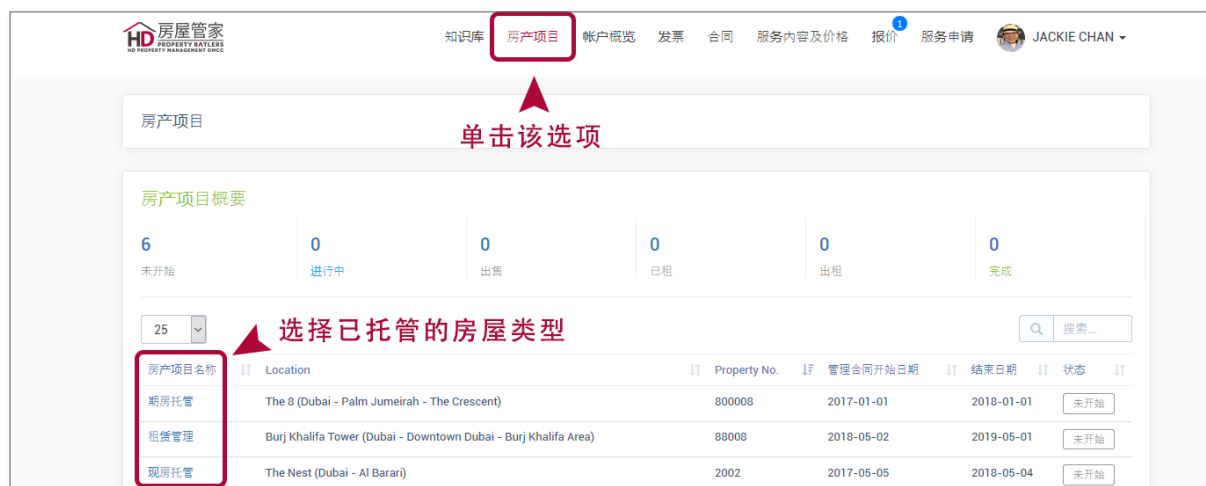 房屋管家
HD PROPERTY BATLERS
HD PROPERTY MANAGEMENT DMCC
知识库 房产项目 帐户概览 发票 合同 服务内容及价格 报价 1 服务申请 JACKIE CHAN
房产项目
单击该选项
房产项目概要
6 0 0 0 0 0
未开始 进行中 出售 已租 出租 完成
25 选择已托管的房屋类型 搜索...
房产项目名称 Location Property No. 管理合同开始日期 结束日期 状态
期房托管 The 8 (Dubai - Palm Jumeirah - The Crescent) 800008 2017-01-01 2018-01-01 未开始
租赁管理 Burj Khalifa Tower (Dubai - Downtown Dubai - Burj Khalifa Area) 88008 2018-05-02 2019-05-01 未开始
现房托管 The Nest (Dubai - Al Barari) 2002 2017-05-05 2018-05-04 未开始